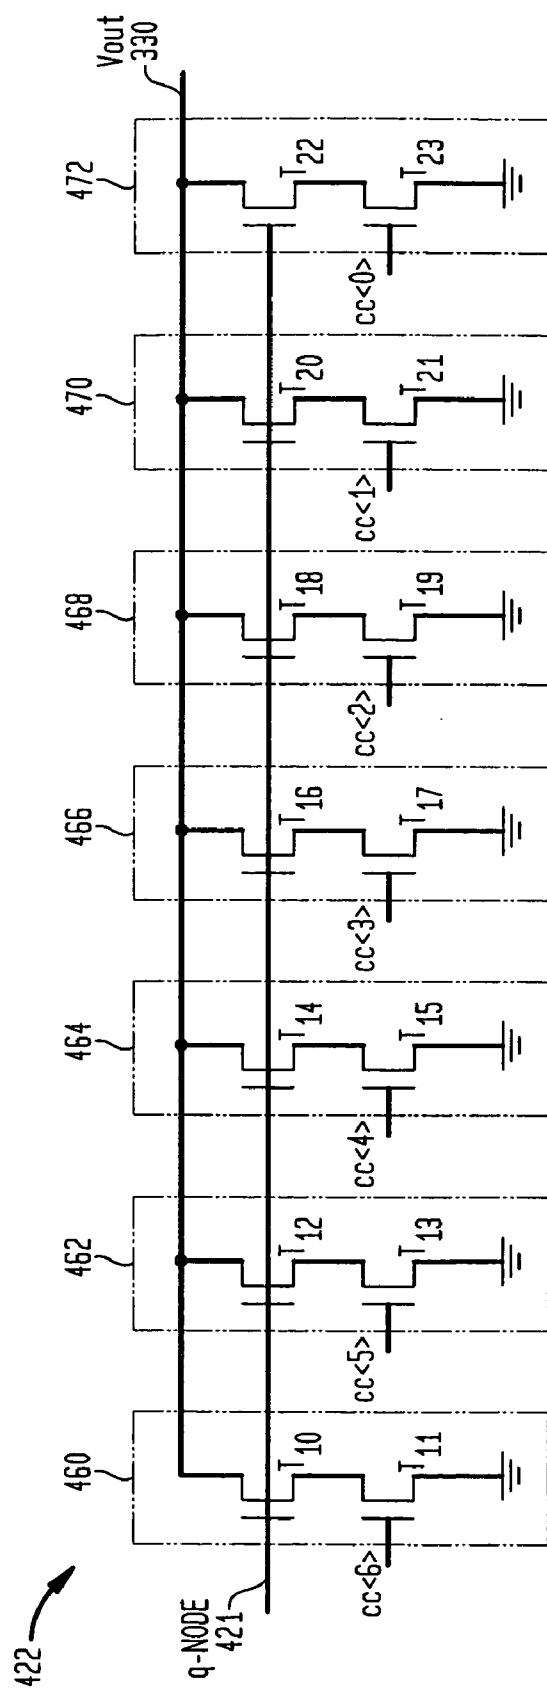 422
460
462
464
466
468
470
472
Vout
330
q-NODE
421
T10
T12
T14
T16
T18
T20
T22
cc<6>
T11
cc<5>
T13
cc<4>
T15
cc<3>
T17
cc<2>
T19
cc<1>
T21
cc<0>
T23